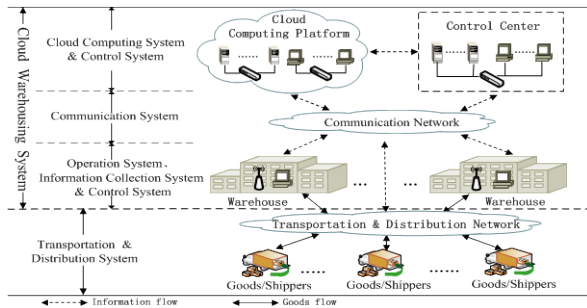 Cloud Warehousing System
Cloud Computing System
& Control System
Communication System
Operation System、
Information Collection System
& Control System
Transportation &
Distribution System
Cloud
Computing Platform
Control Center
Communication Network
Warehouse
Warehouse
Transportation & Distribution Network
Goods/Shippers
Goods/Shippers
Goods/Shippers
Information flow
Goods flow